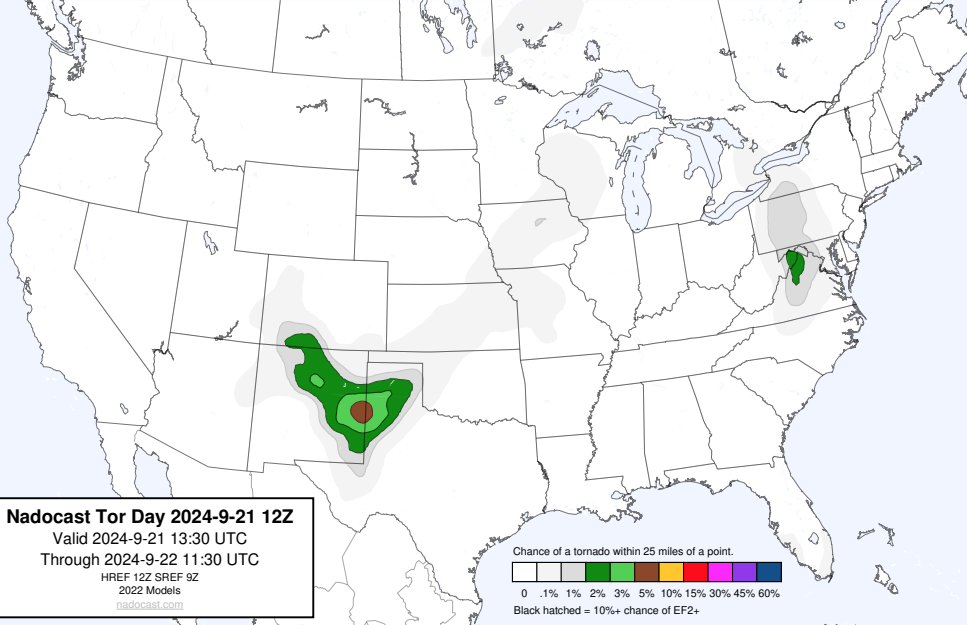 Nadocast Tor Day 2024-9-21 12Z
Valid 2024-9-21 13:30 UTC
Through 2024-9-22 11:30 UTC
HREF 12Z SREF 9Z
2022 Models
nadocast.com
Chance of a tornado within 25 miles of a point.
0 .1% 1% 2% 3% 5% 10% 15% 30% 45% 60%
Black hatched = 10%+ chance of EF2+